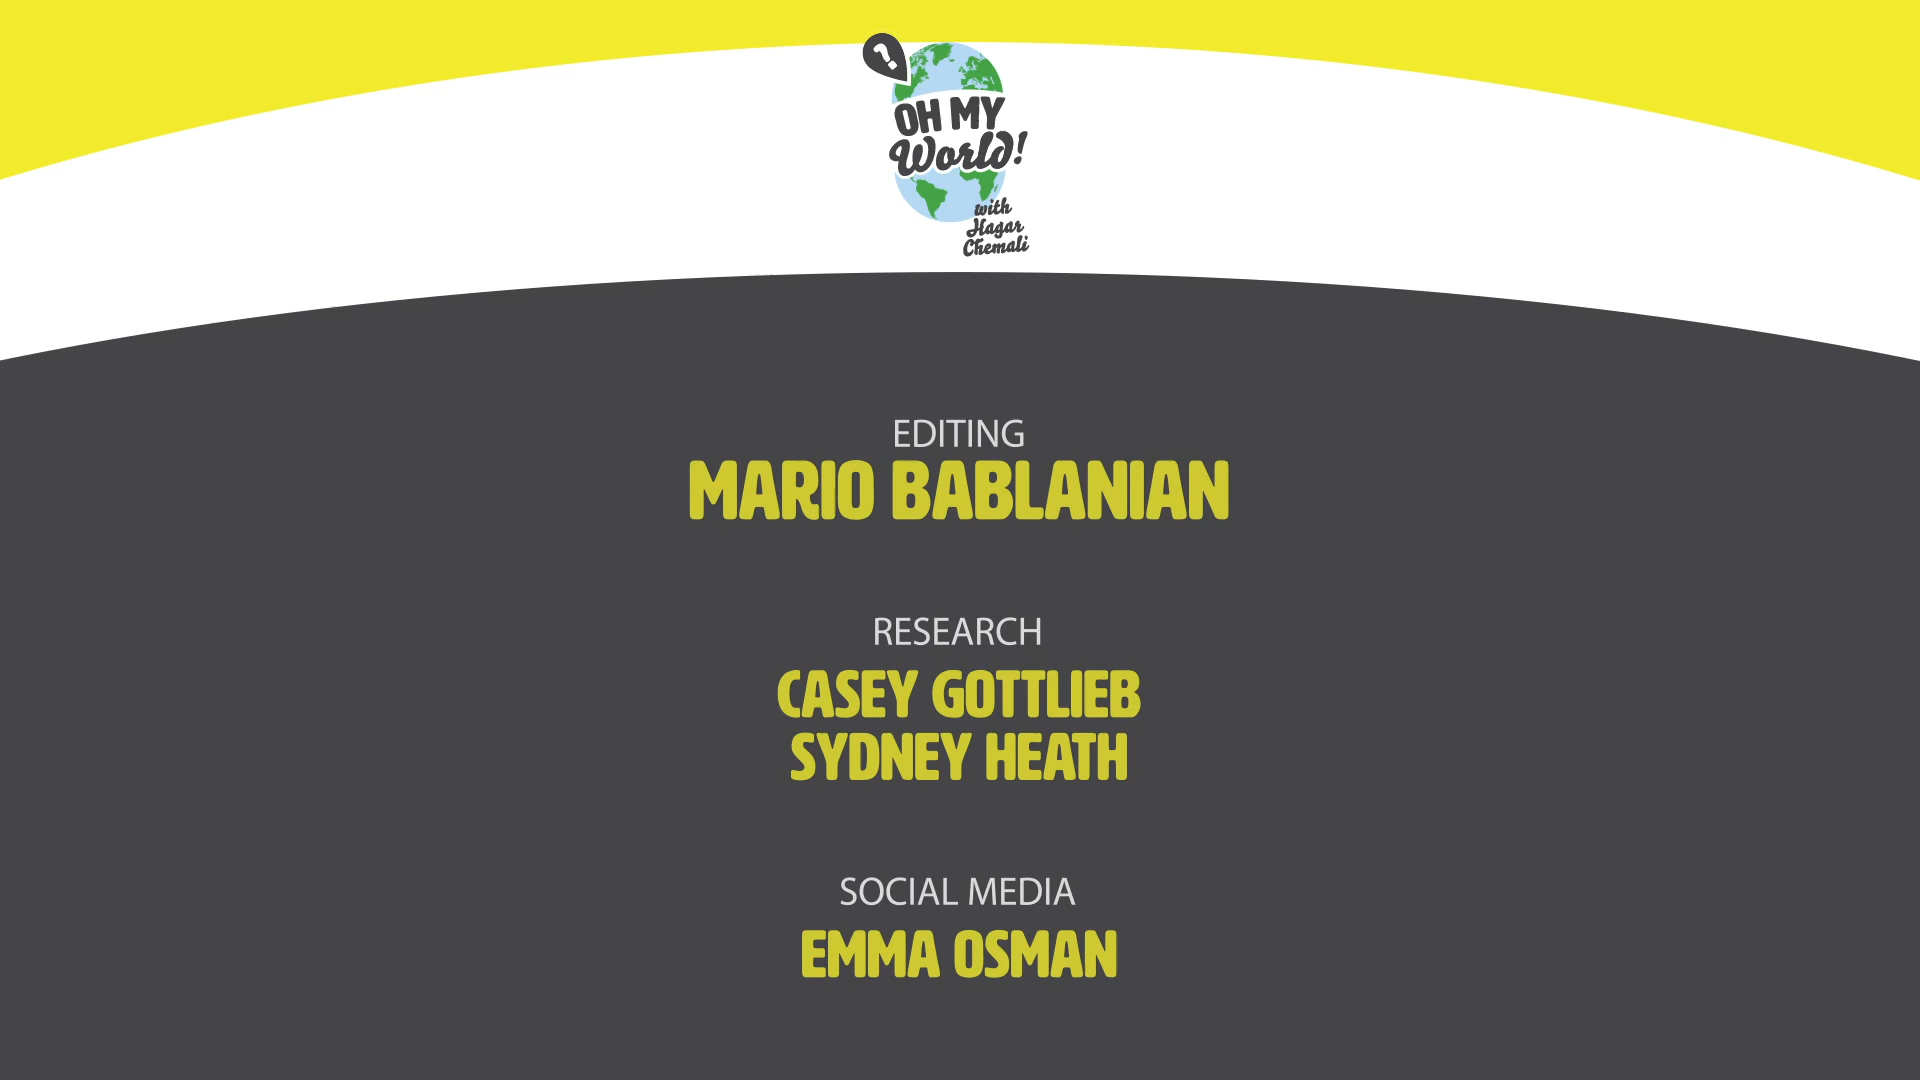 OH MY
World!
with
Hagar
Chemali
EDITING
MARIO BABLANIAN
RESEARCH
CASEY GOTTLIEB
SYDNEY HEATH
SOCIAL MEDIA
EMMA OSMAN